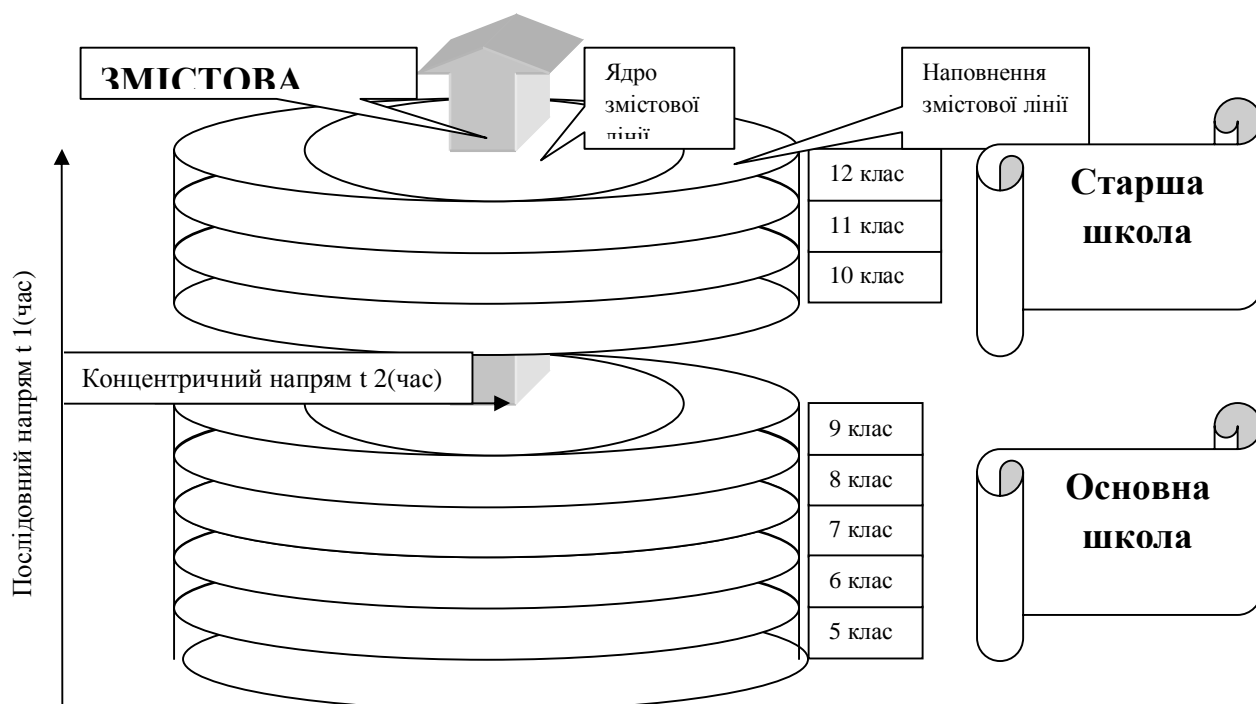 ЗМІСТОВА
Ядро
змістової
лінії
Наповнення
змістової лінії
12 клас
11 клас
10 клас
Старша
школа
Послідовний напрям t 1(час)
Концентричний напрям t 2(час)
9 клас
8 клас
7 клас
6 клас
5 клас
Основна
школа